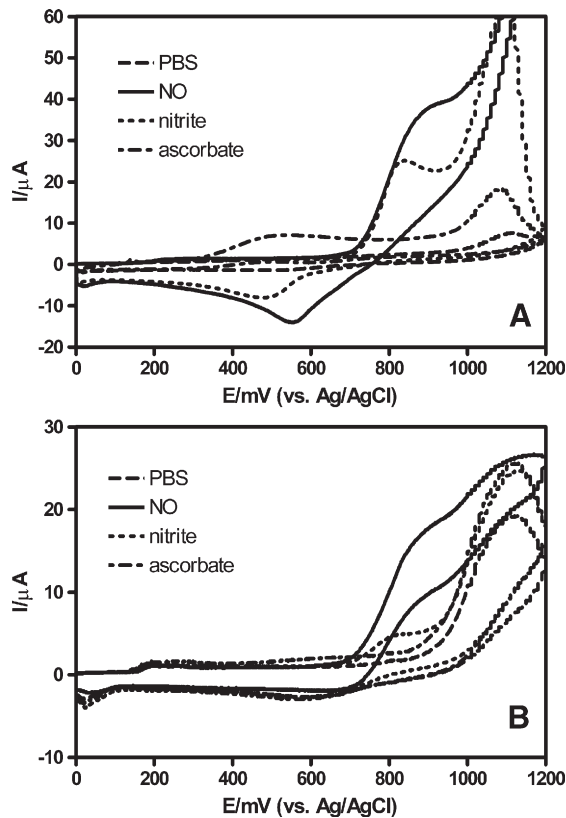 60
50
40
30
20
10
0
-10
-20
I/μA
PBS
NO
nitrite
ascorbate
A
0 200 400 600 800 1000 1200
E/mV (vs. Ag/AgCl)
30
20
10
0
-10
I/μA
PBS
NO
nitrite
ascorbate
B
0 200 400 600 800 1000 1200
E/mV (vs. Ag/AgCl)